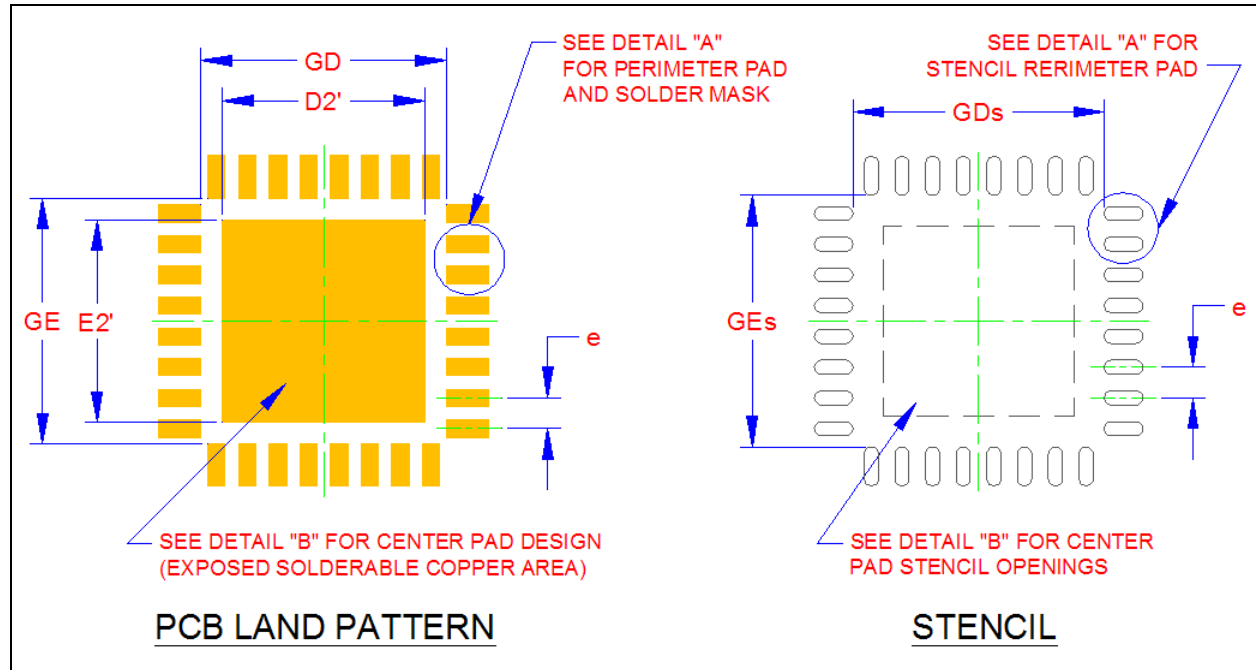 GD
D2'
SEE DETAIL "A"
FOR PERIMETER PAD
AND SOLDER MASK
GE
E2'
e
SEE DETAIL "B" FOR CENTER PAD DESIGN
(EXPOSED SOLDERABLE COPPER AREA)
PCB LAND PATTERN
SEE DETAIL "A" FOR
STENCIL RERIMETER PAD
GDs
GEs
e
SEE DETAIL "B" FOR CENTER
PAD STENCIL OPENINGS
STENCIL